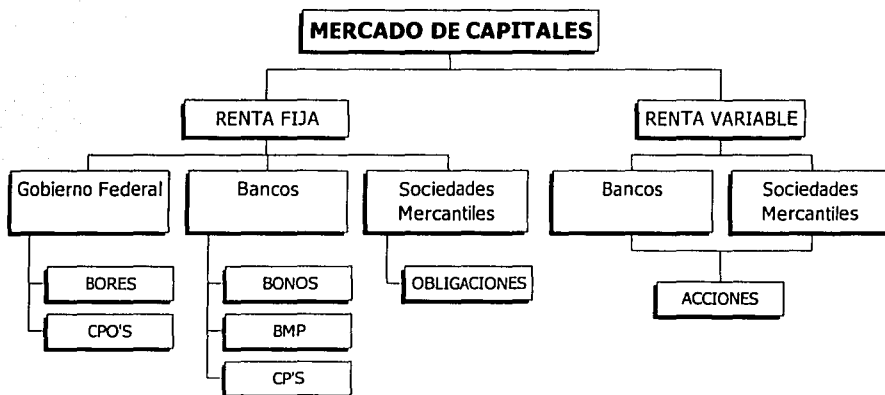 MERCADO DE CAPITALES
RENTA FIJA
RENTA VARIABLE
Gobierno Federal
Bancos
Sociedades
Mercantiles
Bancos
Sociedades
Mercantiles
BORES
BONOS
OBLIGACIONES
ACCIONES
CPO'S
BMP
CP'S